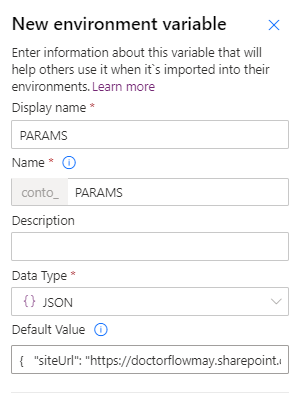 New environment variable
Enter information about this variable that will
help others use it when it`s imported into their
environments. Learn more
Display name *
PARAMS
Name *
conto_ PARAMS
Description
Data Type *
{} JSON
Default Value
{ "siteUrl": "https://doctorflowmay.sharepoint.